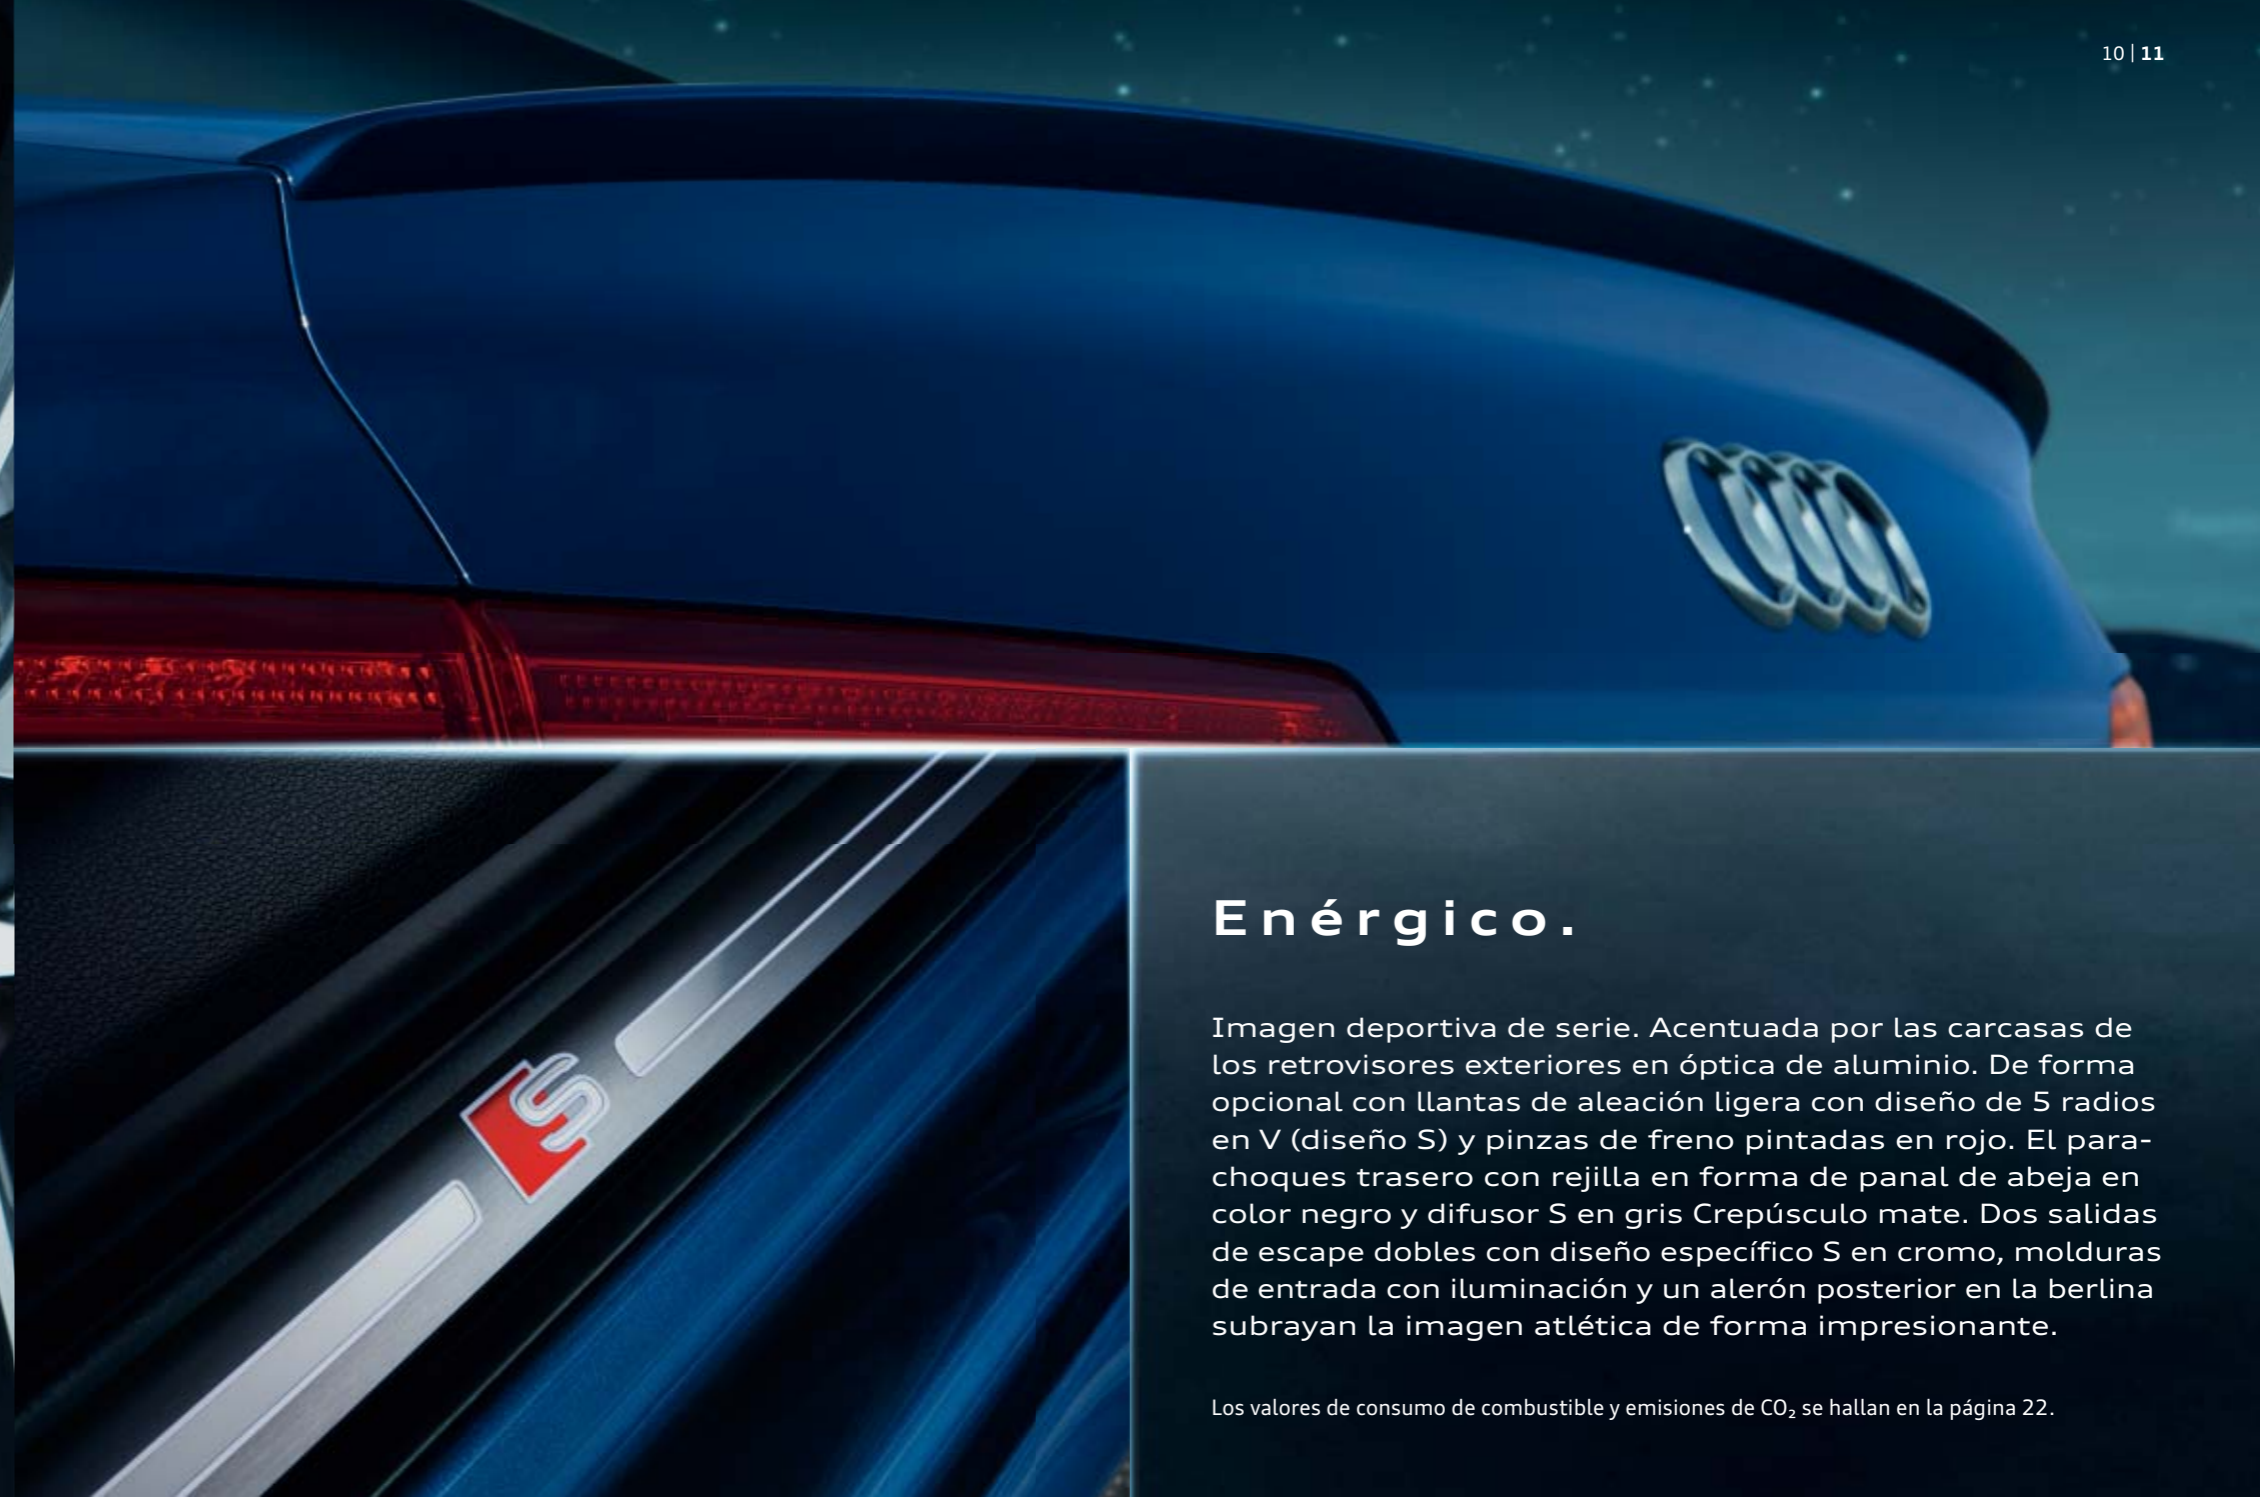 10 | 11
S
Enérgico.
Imagen deportiva de serie. Acentuada por las carcasas de
los retrovisores exteriores en óptica de aluminio. De forma
opcional con llantas de aleación ligera con diseño de 5 radios
en V (diseño S) y pinzas de freno pintadas en rojo. El para-
choques trasero con rejilla en forma de panal de abeja en
color negro y difusor S en gris Crepúsculo mate. Dos salidas
de escape dobles con diseño específico S en cromo, molduras
de entrada con iluminación y un alerón posterior en la berlina
subrayan la imagen atlética de forma impresionante.
Los valores de consumo de combustible y emisiones de CO₂ se hallan en la página 22.